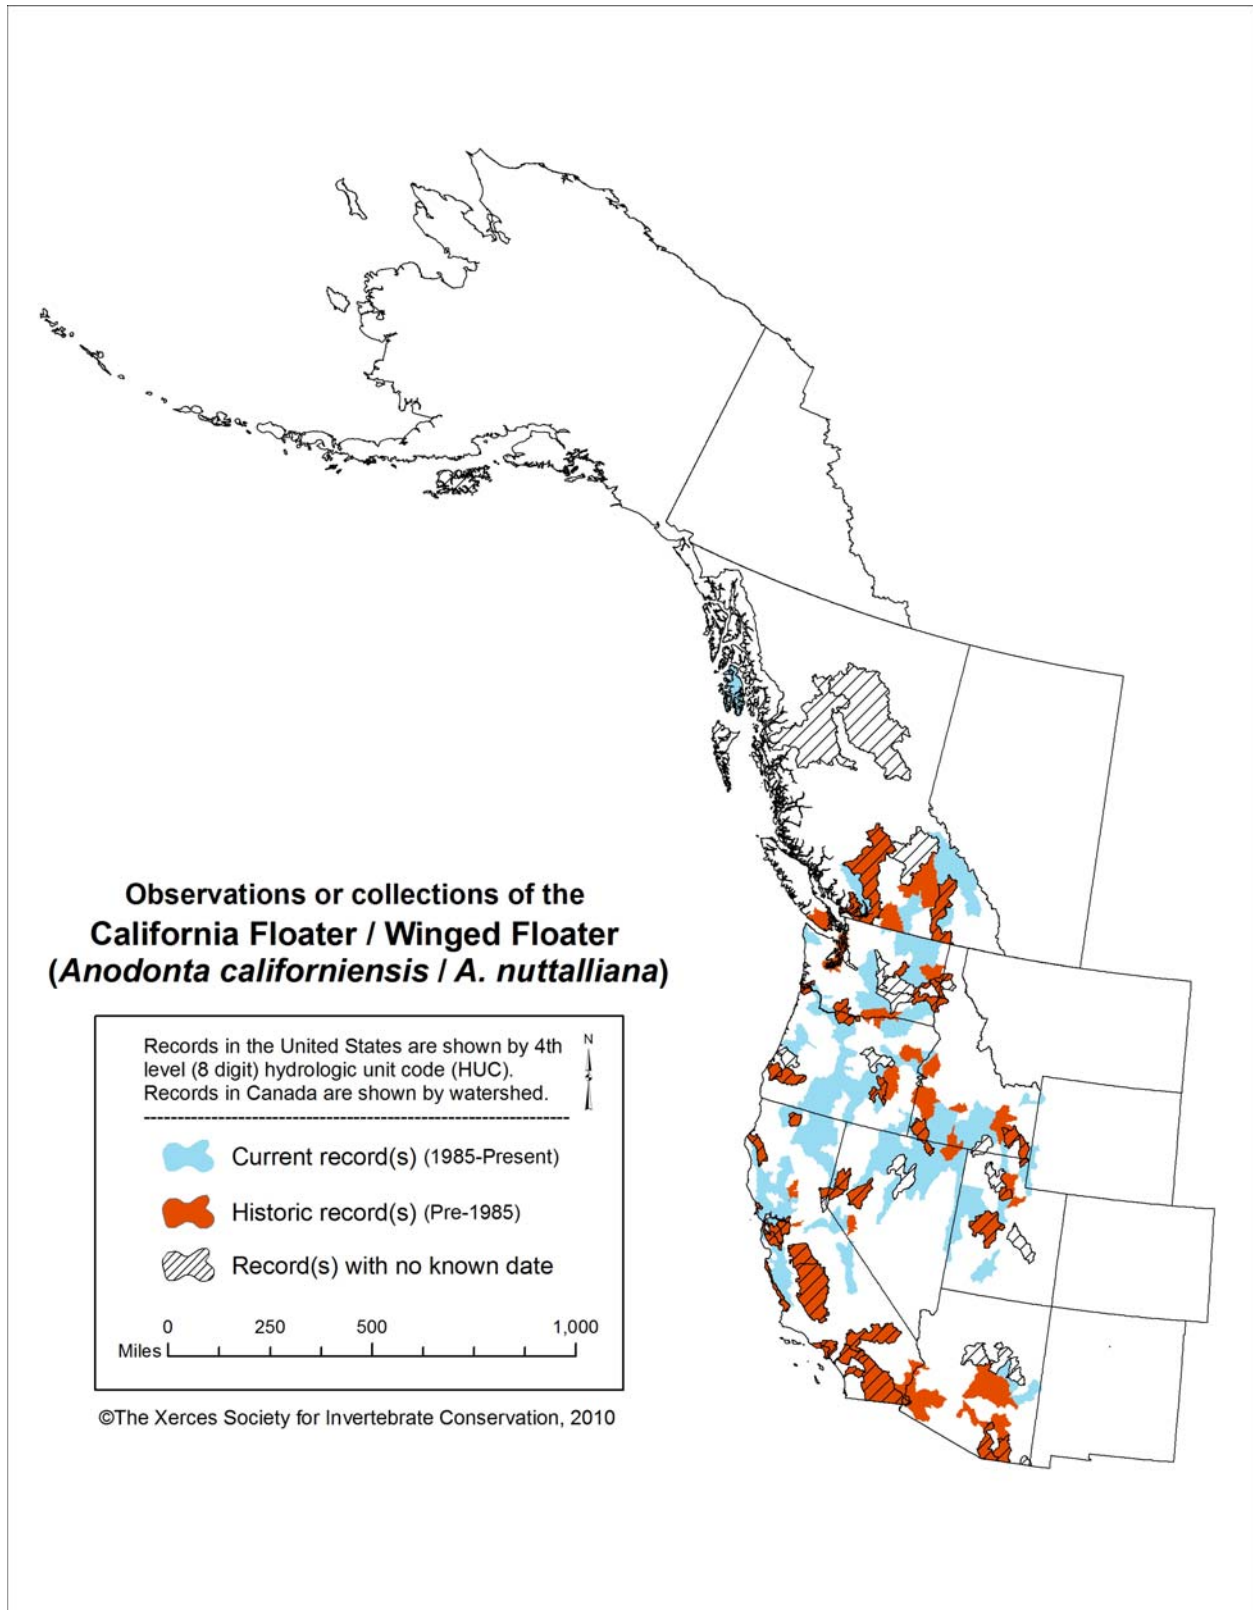 Observations or collections of the
California Floater / Winged Floater
(Anodonta californiensis / A. nuttalliana)
Records in the United States are shown by 4th
level (8 digit) hydrologic unit code (HUC).
Records in Canada are shown by watershed.
N
Current record(s) (1985-Present)
Historic record(s) (Pre-1985)
Record(s) with no known date
0 250 500 1,000
Miles
©The Xerces Society for Invertebrate Conservation, 2010